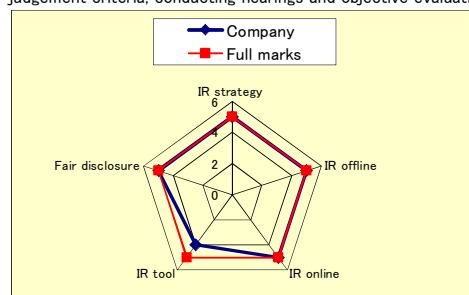 judgement criteria, conducting hearings and objective evaluat
Company
Full marks
IR strategy
6
4
2
0
Fair disclosure
IR offline
IR tool
IR online